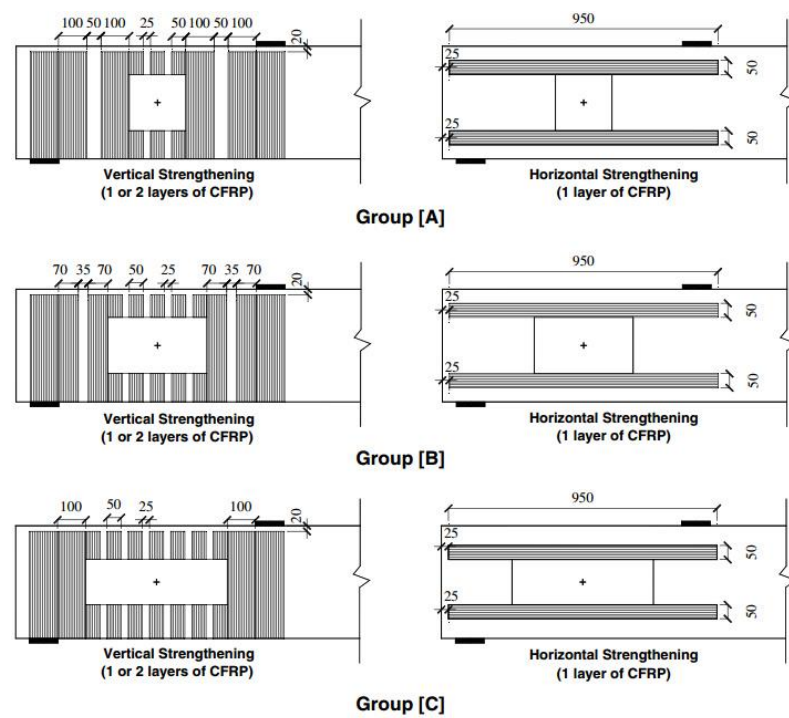 100 50 100 25 50 100 50 100
20
Vertical Strengthening
(1 or 2 layers of CFRP)
950
25
50
25
50
Horizontal Strengthening
(1 layer of CFRP)
Group [A]
70 35 70 50 25 70 35 70
20
Vertical Strengthening
(1 or 2 layers of CFRP)
950
25
50
25
50
Horizontal Strengthening
(1 layer of CFRP)
Group [B]
100 50 25 100
20
Vertical Strengthening
(1 or 2 layers of CFRP)
950
50
25
50
Horizontal Strengthening
(1 layer of CFRP)
Group [C]